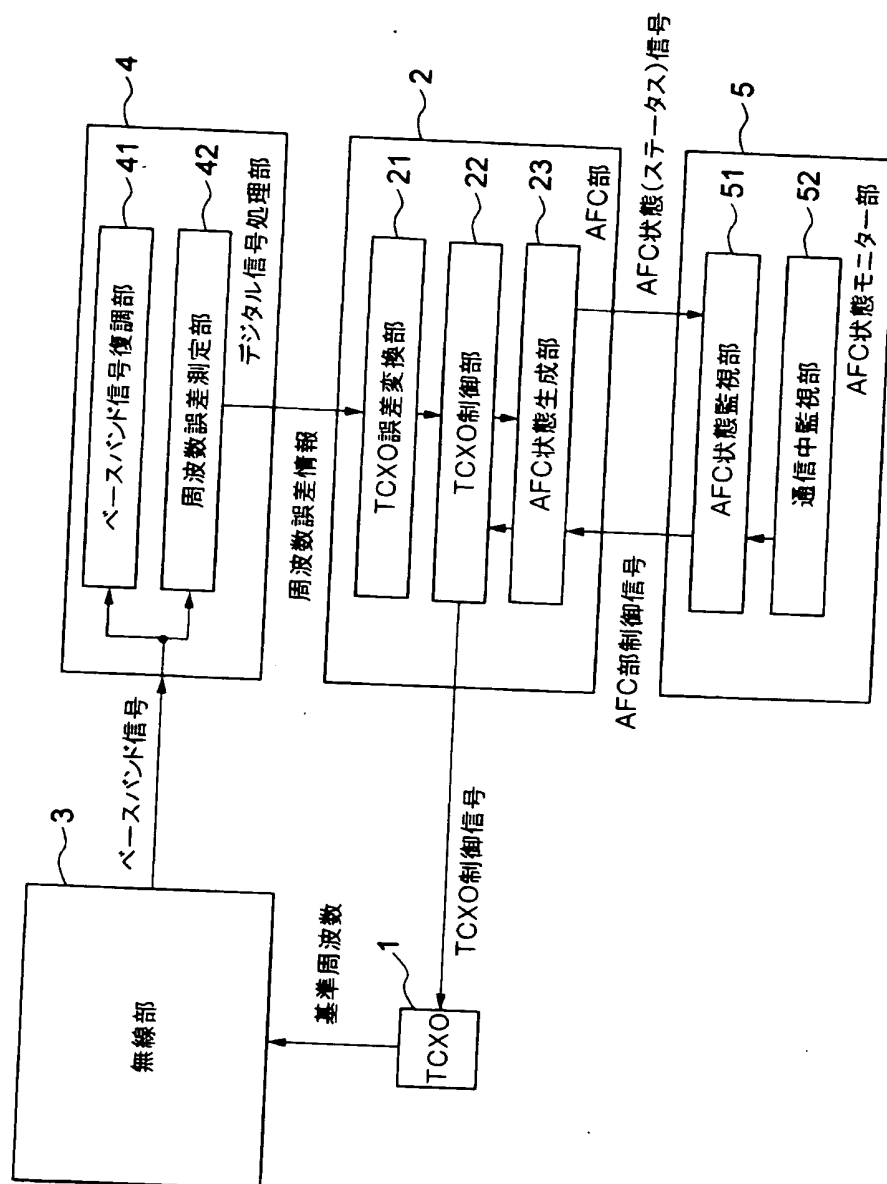 3
無線部
ベースバンド信号
基準周波数
1
TCXO
TCXO制御信号
4
ベースバンド信号復調部
41
周波数誤差測定部
42
デジタル信号処理部
周波数誤差情報
2
TCXO誤差変換部
21
TCXO制御部
22
AFC状態生成部
23
AFC部
AFC部制御信号
AFC状態(ステータス)信号
5
AFC状態監視部
51
通信中監視部
52
AFC状態モニター部